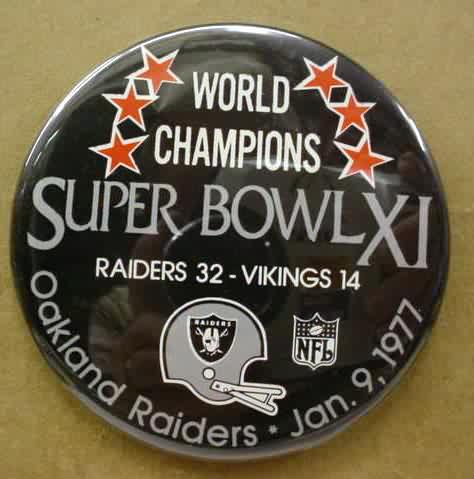 WORLD
CHAMPIONS
SUPER BOWL XI
RAIDERS 32 - VIKINGS 14
RAIDERS
NFL
Oakland Raiders * Jan. 9, 1977